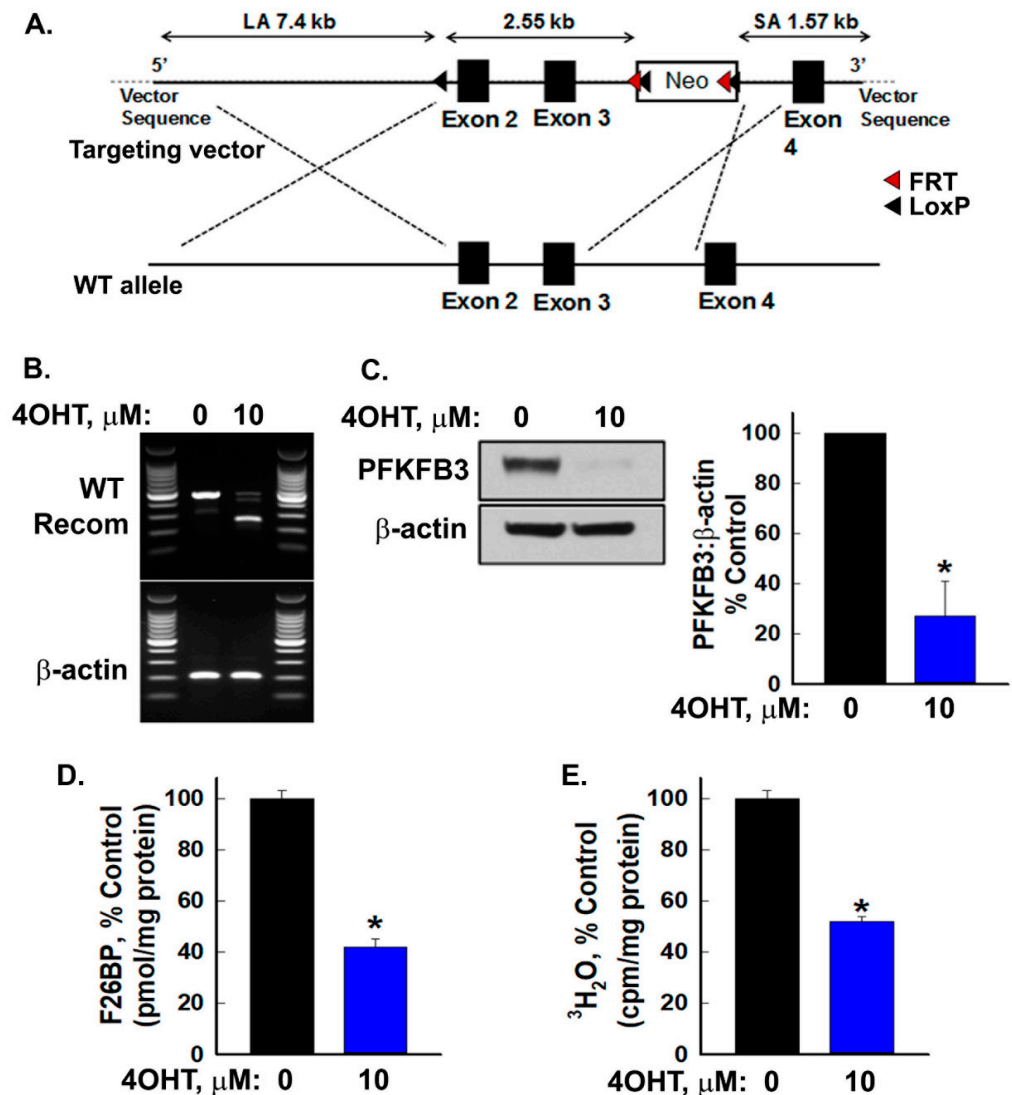 A.
LA 7.4 kb 2.55 kb SA 1.57 kb
5’ 3’
Neo
Vector
Sequence
Exon 2 Exon 3 Exon
4
Vector
Sequence
Targeting vector
FRT
LoxP
WT allele
Exon 2 Exon 3 Exon 4
B.
4OHT, μM: 0 10
WT
Recom
β-actin
C.
4OHT, μM: 0 10
PFKFB3
β-actin
PFKFB3:β-actin
% Control
100
80
60
40
20
0
*
4OHT, μM: 0 10
D.
F26BP, % Control
(pmol/mg protein)
100
80
60
40
20
0
*
4OHT, μM: 0 10
E.
³H₂O, % Control
(cpm/mg protein)
100
80
60
40
20
0
*
4OHT, μM: 0 10